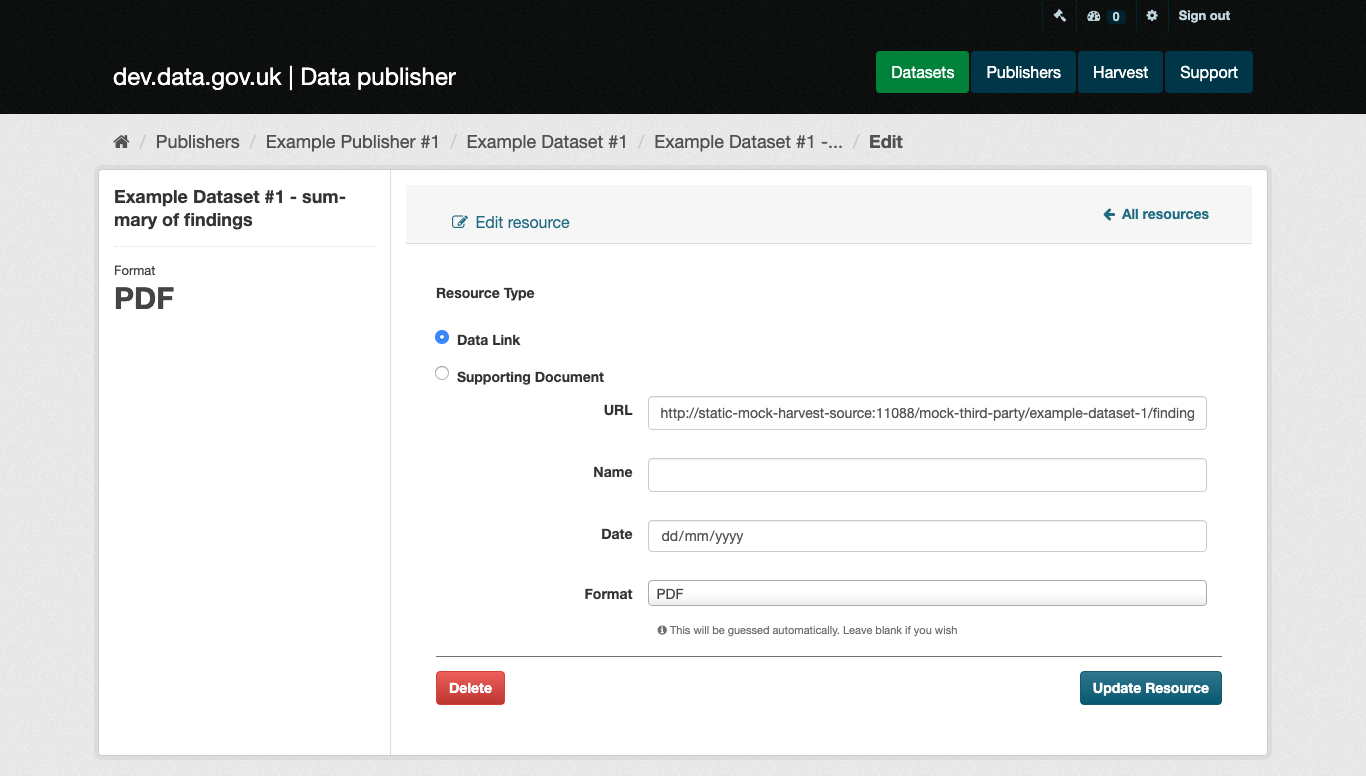 0 Sign out
dev.data.gov.uk | Data publisher
Datasets Publishers Harvest Support
/ Publishers / Example Publisher #1 / Example Dataset #1 / Example Dataset #1 -... / Edit
Example Dataset #1 - sum-
mary of findings
Format
PDF
Edit resource
All resources
Resource Type
Data Link
Supporting Document
URL http://static-mock-harvest-source:11088/mock-third-party/example-dataset-1/finding
Name
Date dd/mm/yyyy
Format PDF
This will be guessed automatically. Leave blank if you wish
Delete Update Resource